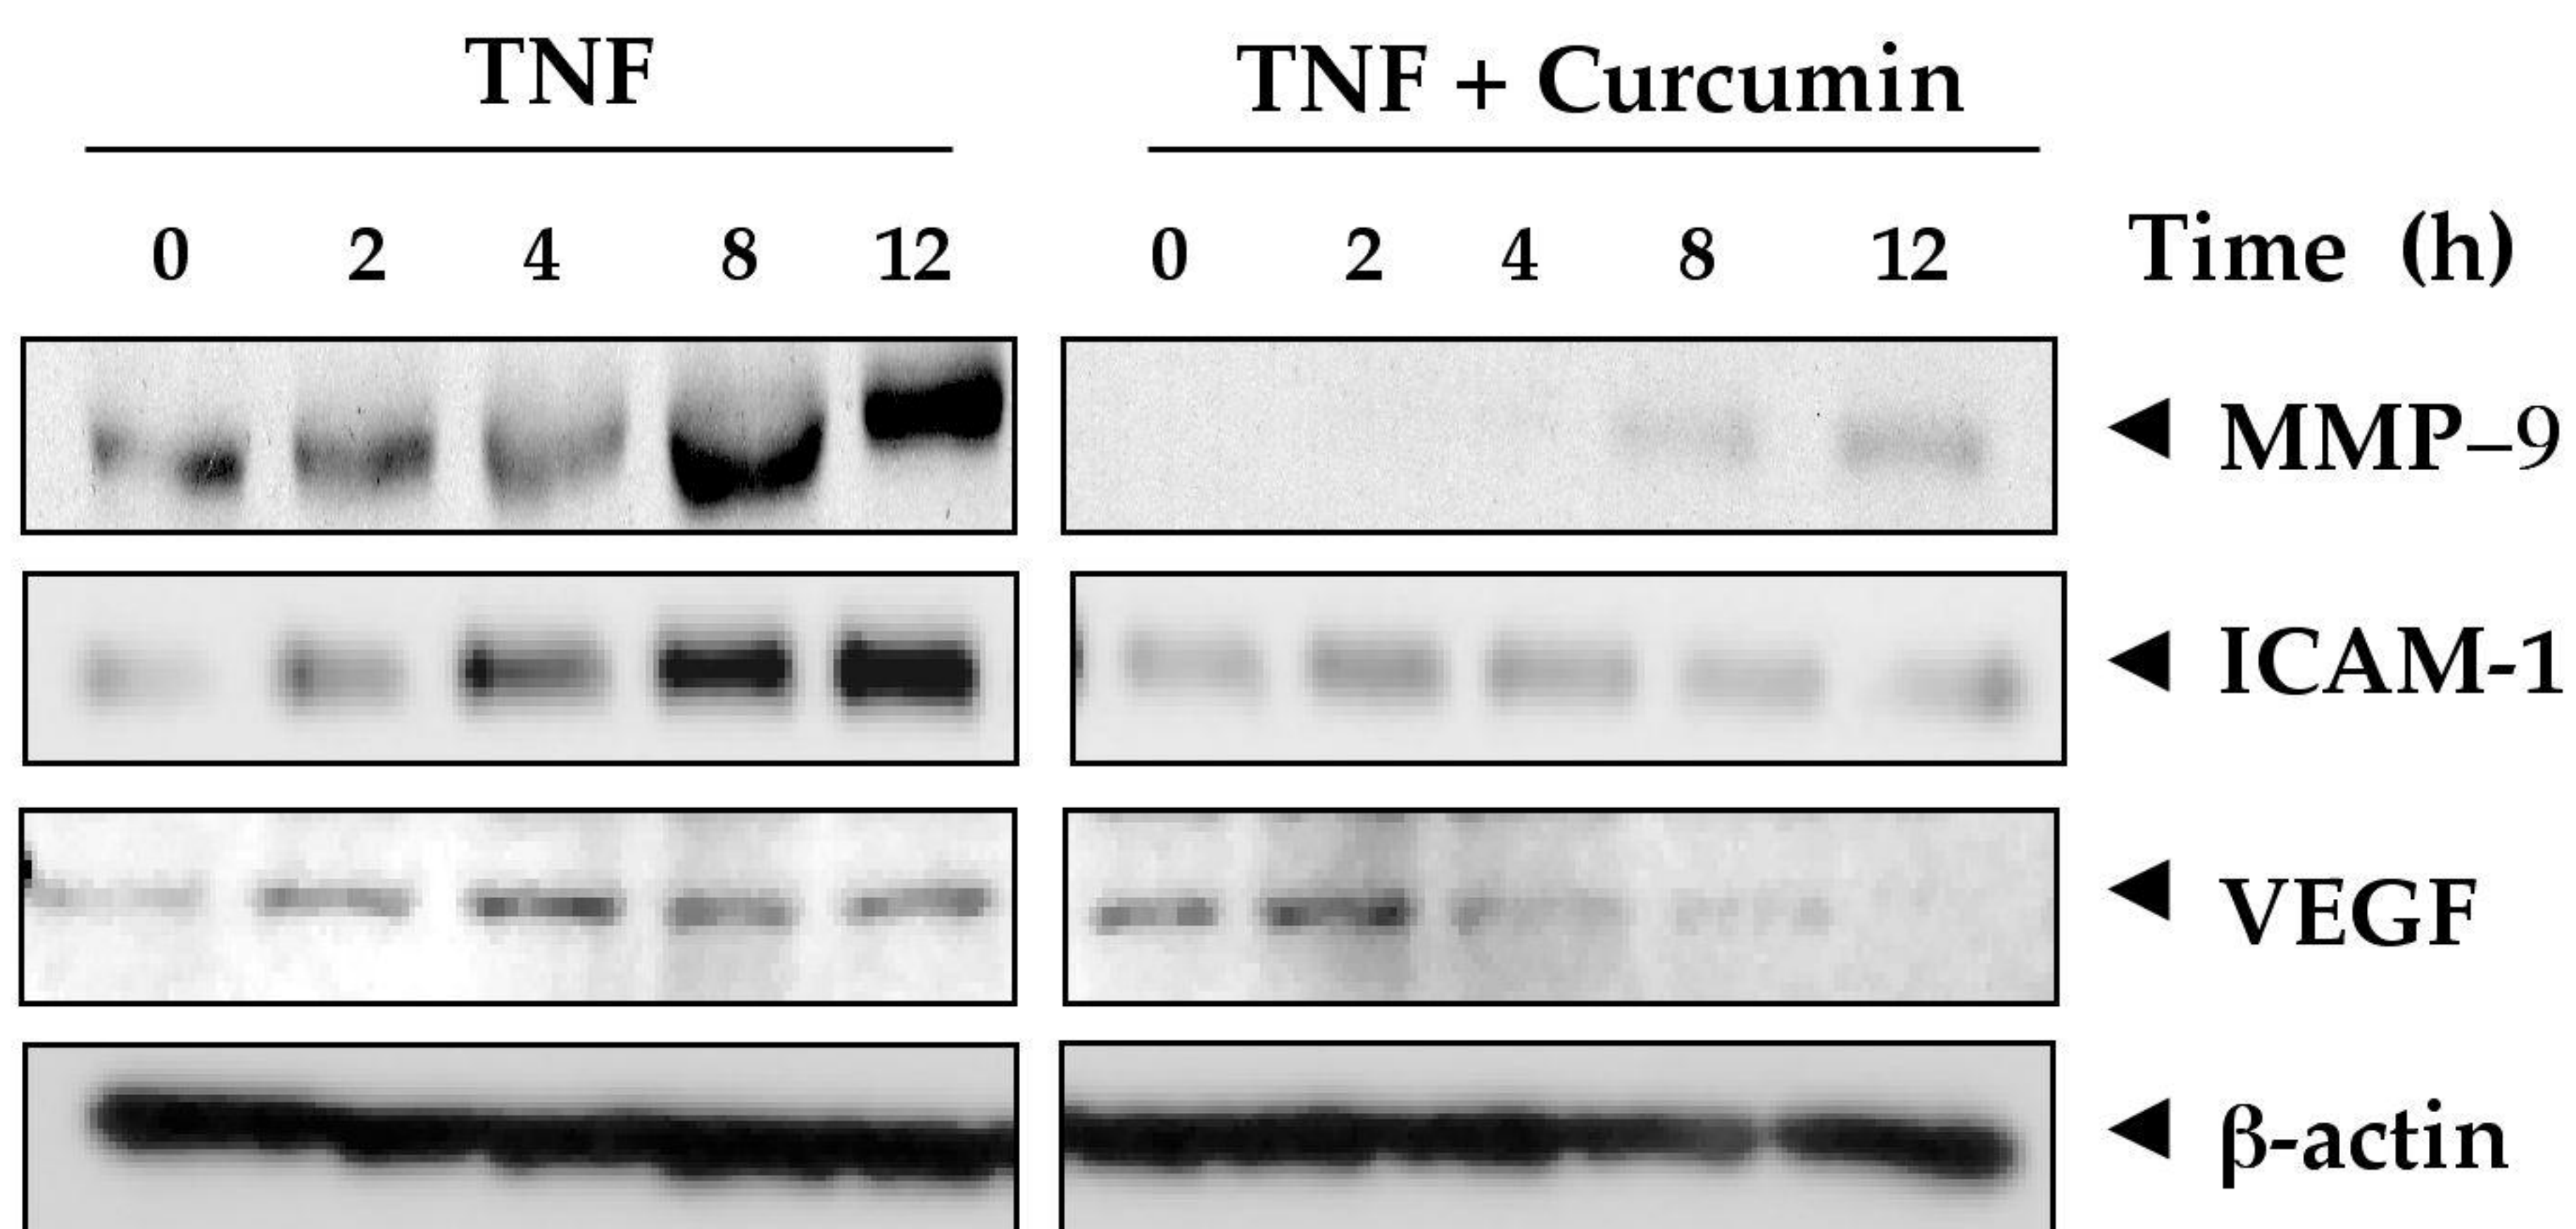 TNF TNF + Curcumin
0 2 4 8 12 0 2 4 8 12 Time (h)
MMP–9
ICAM-1
VEGF
β-actin